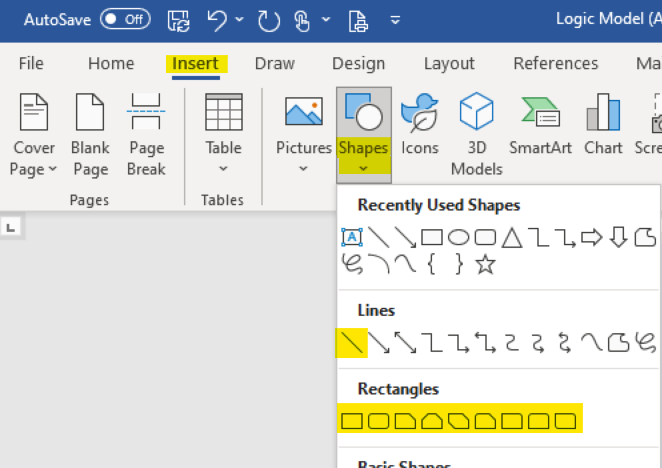 AutoSave Off Logic Model (A
File Home Insert Draw Design Layout References Ma
Cover Page Blank Page Page Break Table Pictures Shapes Icons 3D Models SmartArt Chart Scre
Pages Tables
Recently Used Shapes
A
Lines
Rectangles
Basic Shapes